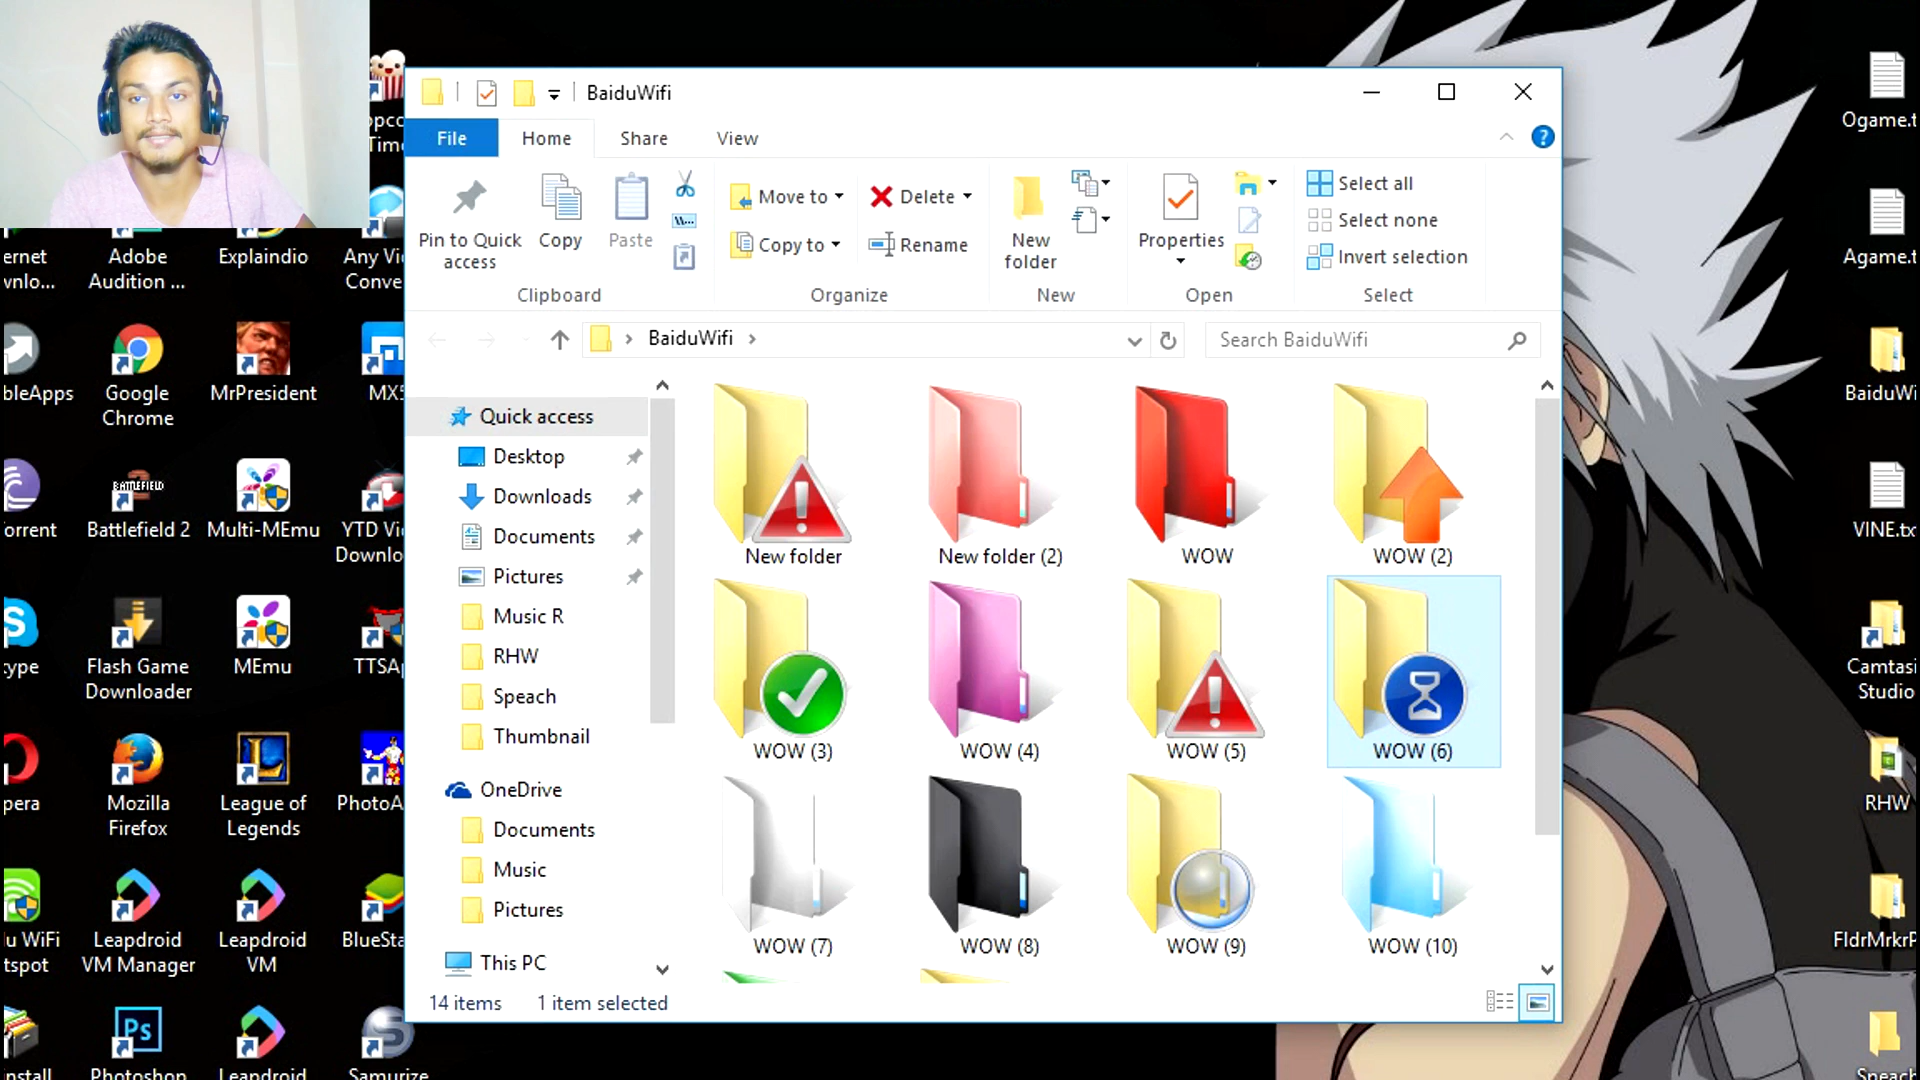 BaiduWifi
File
Home
Share
View
Pin to Quick
access
Copy
Paste
Move to
Copy to
Delete
Rename
New
folder
Properties
Select all
Select none
Invert selection
Clipboard
Organize
New
Open
Select
BaiduWifi
Search BaiduWifi
Quick access
Desktop
Downloads
Documents
Pictures
Music R
RHW
Speach
Thumbnail
OneDrive
Documents
Music
Pictures
This PC
New folder
New folder (2)
WOW
WOW (2)
WOW (3)
WOW (4)
WOW (5)
WOW (6)
WOW (7)
WOW (8)
WOW (9)
WOW (10)
14 items
1 item selected
opcc
Time
ernet
wnlo...
Adobe
Audition ...
Explaindio
Any Vi
Conve
bleApps
Google
Chrome
MrPresident
MX5
orrent
BATTLEFIELD
2
Battlefield 2
Multi-MEmu
YTD Vi
Downlo
ype
Flash Game
Downloader
MEmu
TTSAp
pera
Mozilla
Firefox
L
League of
Legends
PhotoA
u WiFi
tspot
Leapdroid
VM Manager
Leapdroid
VM
BlueSta
nstall
Ps
Photoshop
Leapdroid
Samurize
Ogame.t
Agame.t
BaiduWi
VINE.tx
Camtasi
Studio
RHW
FldrMrkrP
Speach